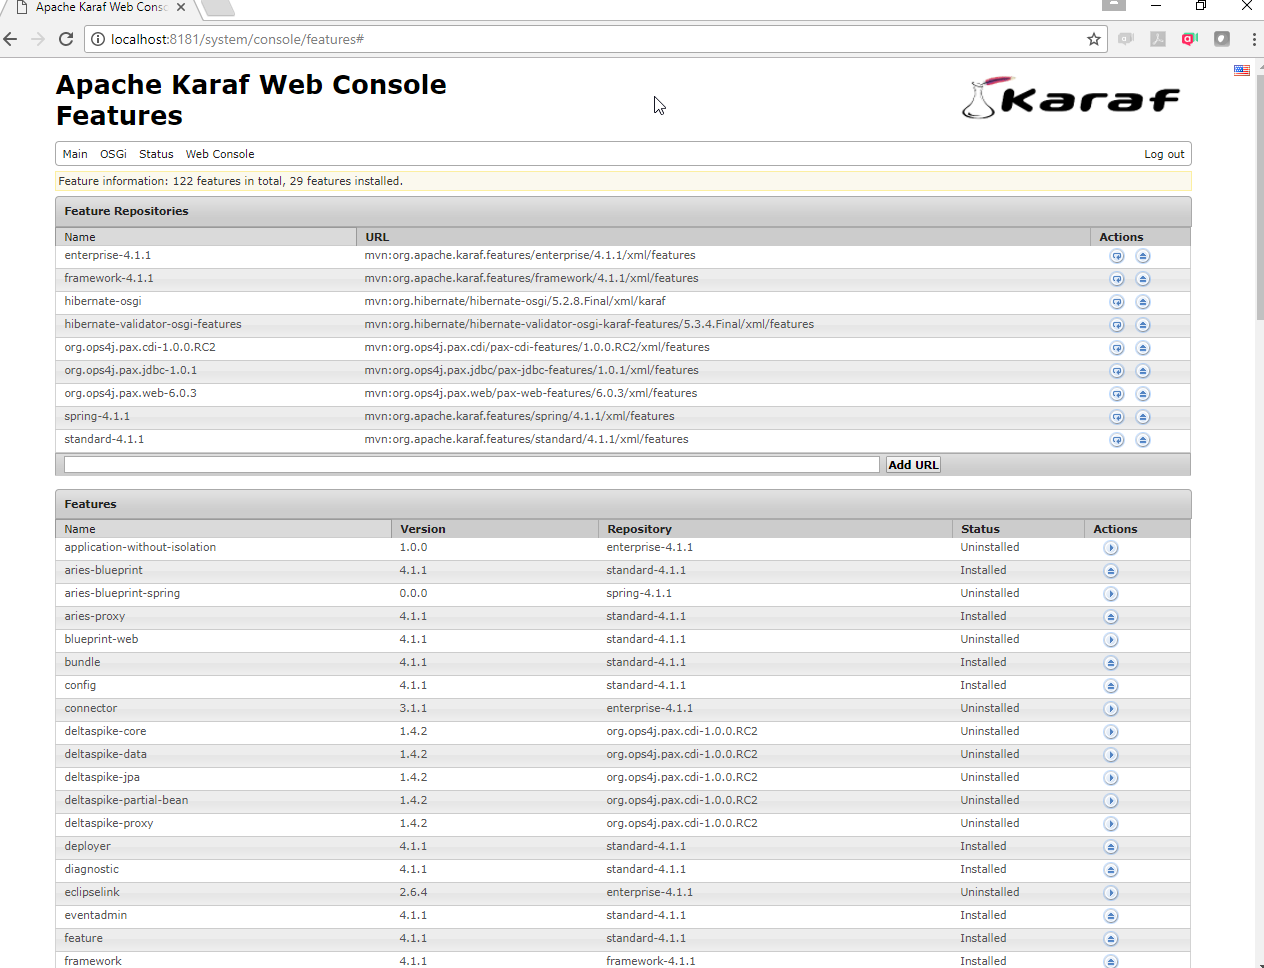 Apache Karaf Web Cons
localhost:8181/system/console/features#
Apache Karaf Web Console
Features
Karaf
Main OSGi Status Web Console Log out
Feature information: 122 features in total, 29 features installed.
Feature Repositories
Name URL Actions
enterprise-4.1.1 mvn:org.apache.karaf.features/enterprise/4.1.1/xml/features
framework-4.1.1 mvn:org.apache.karaf.features/framework/4.1.1/xml/features
hibernate-osgi mvn:org.hibernate/hibernate-osgi/5.2.8.Final/xml/karaf
hibernate-validator-osgi-features mvn:org.hibernate/hibernate-validator-osgi-karaf-features/5.3.4.Final/xml/features
org.ops4j.pax.cdi-1.0.0.RC2 mvn:org.ops4j.pax.cdi/pax-cdi-features/1.0.0.RC2/xml/features
org.ops4j.pax.jdbc-1.0.1 mvn:org.ops4j.pax.jdbc/pax-jdbc-features/1.0.1/xml/features
org.ops4j.pax.web-6.0.3 mvn:org.ops4j.pax.web/pax-web-features/6.0.3/xml/features
spring-4.1.1 mvn:org.apache.karaf.features/spring/4.1.1/xml/features
standard-4.1.1 mvn:org.apache.karaf.features/standard/4.1.1/xml/features
Add URL
Features
Name Version Repository Status Actions
application-without-isolation 1.0.0 enterprise-4.1.1 Uninstalled
aries-blueprint 4.1.1 standard-4.1.1 Installed
aries-blueprint-spring 0.0.0 spring-4.1.1 Uninstalled
aries-proxy 4.1.1 standard-4.1.1 Installed
blueprint-web 4.1.1 standard-4.1.1 Uninstalled
bundle 4.1.1 standard-4.1.1 Installed
config 4.1.1 standard-4.1.1 Installed
connector 3.1.1 enterprise-4.1.1 Uninstalled
deltaspike-core 1.4.2 org.ops4j.pax.cdi-1.0.0.RC2 Uninstalled
deltaspike-data 1.4.2 org.ops4j.pax.cdi-1.0.0.RC2 Uninstalled
deltaspike-jpa 1.4.2 org.ops4j.pax.cdi-1.0.0.RC2 Uninstalled
deltaspike-partial-bean 1.4.2 org.ops4j.pax.cdi-1.0.0.RC2 Uninstalled
deltaspike-proxy 1.4.2 org.ops4j.pax.cdi-1.0.0.RC2 Uninstalled
deployer 4.1.1 standard-4.1.1 Installed
diagnostic 4.1.1 standard-4.1.1 Installed
eclipselink 2.6.4 enterprise-4.1.1 Uninstalled
eventadmin 4.1.1 standard-4.1.1 Installed
feature 4.1.1 standard-4.1.1 Installed
framework 4.1.1 framework-4.1.1 Installed